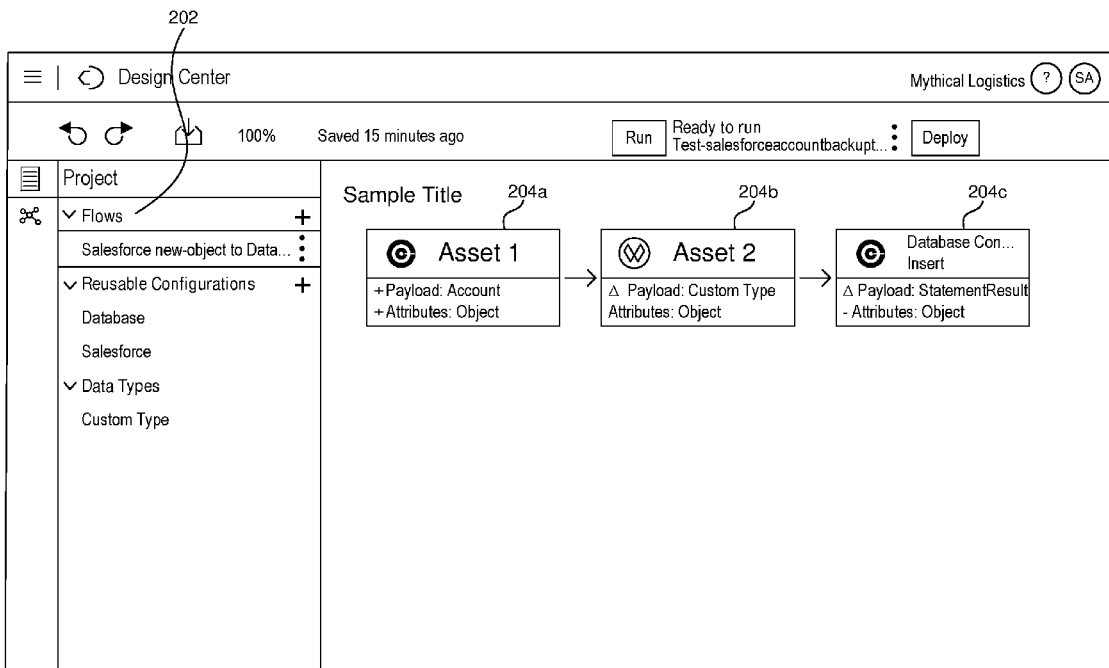 202
Design Center
Mythical Logistics ? SA
100%
Saved 15 minutes ago
Run
Ready to run
Test-salesforceaccountbackupt...
Deploy
Project
Flows +
Salesforce new-object to Data...
Reusable Configurations +
Database
Salesforce
Data Types
Custom Type
Sample Title
204a
Asset 1
+Payload: Account
+Attributes: Object
204b
Asset 2
Δ Payload: Custom Type
Attributes: Object
204c
Database Con...
Insert
Δ Payload: StatementResult
- Attributes: Object